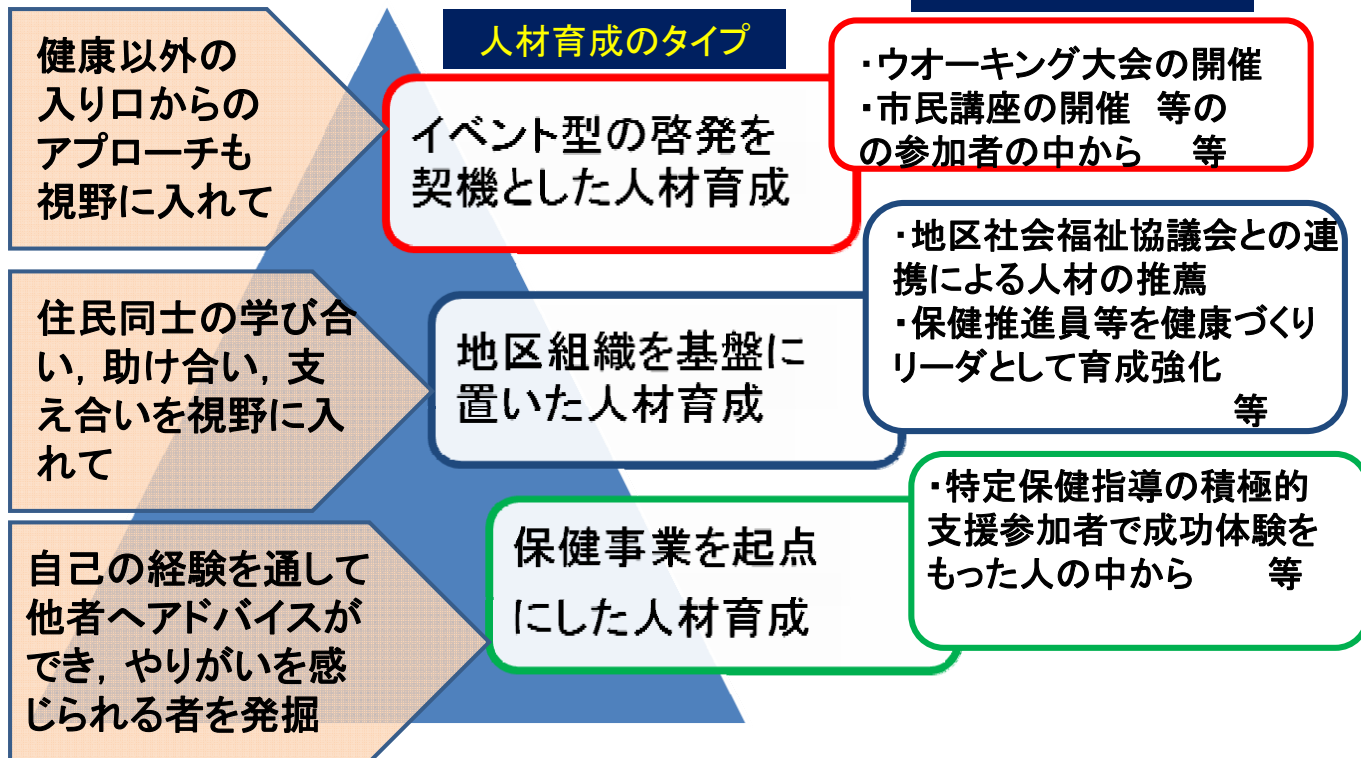 人材育成のタイプ
健康以外の
入り口からの
アプローチも
視野に入れて
イベント型の啓発を
契機とした人材育成
・ウオーキング大会の開催
・市民講座の開催　等の
の参加者の中から　等
住民同士の学び合
い，助け合い，支
え合いを視野に入
れて
地区組織を基盤に
置いた人材育成
・地区社会福祉協議会との連
携による人材の推薦
・保健推進員等を健康づくり
リーダとして育成強化
等
自己の経験を通して
他者へアドバイスが
でき，やりがいを感
じられる者を発掘
保健事業を起点
にした人材育成
・特定保健指導の積極的
支援参加者で成功体験を
もった人の中から　等